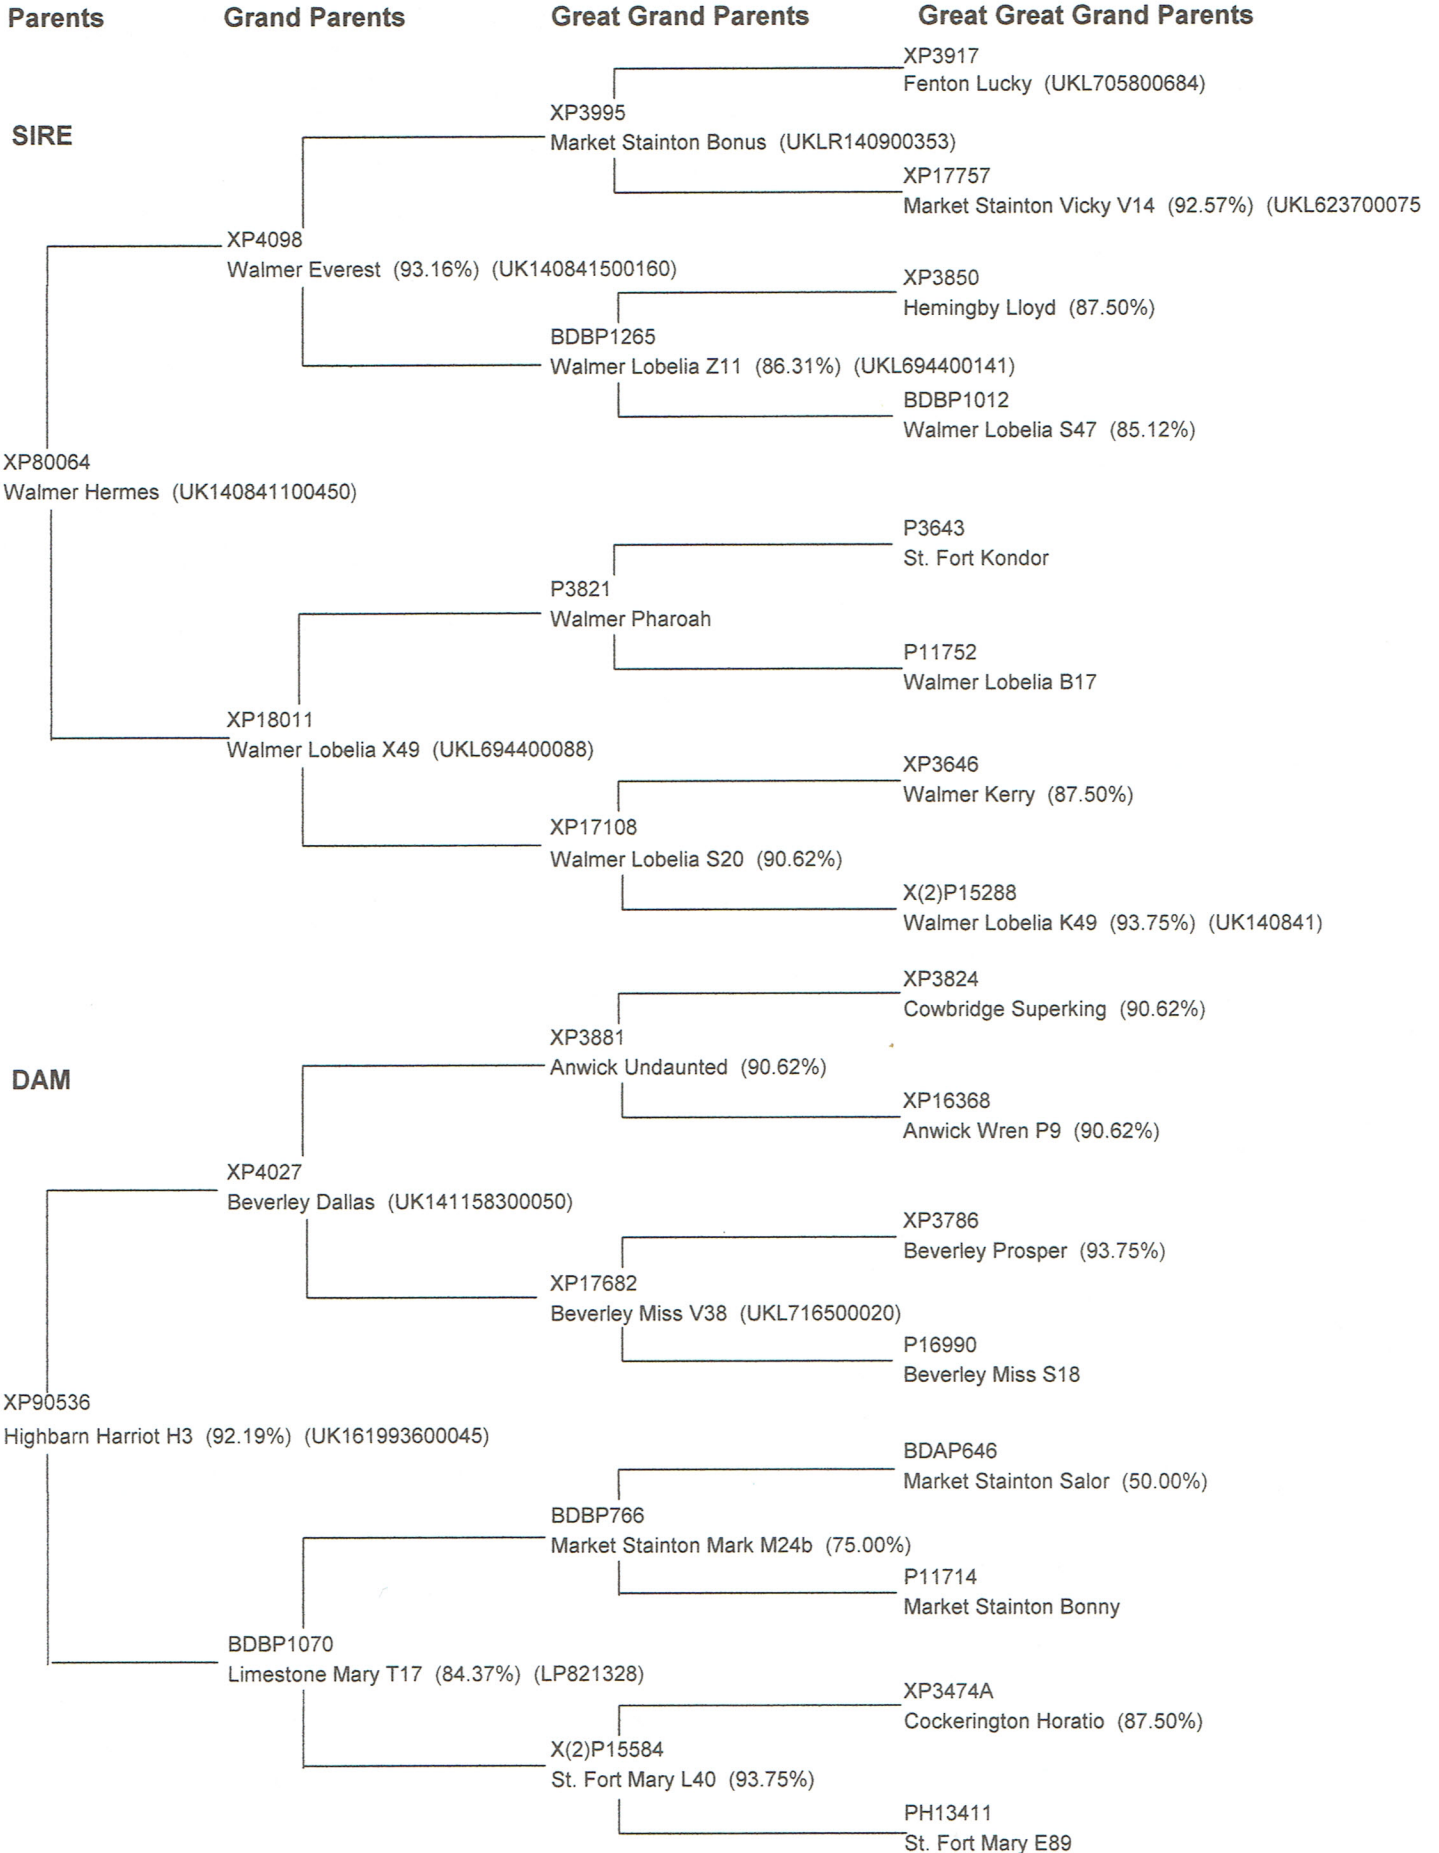 Parents Grand Parents Great Grand Parents Great Great Grand Parents
XP3917
Fenton Lucky (UKL705800684)
XP3995
SIRE
Market Stainton Bonus (UKLR140900353)
XP17757
Market Stainton Vicky V14 (92.57%) (UKL623700075
XP4098
Walmer Everest (93.16%) (UK140841500160)
XP3850
Hemingby Lloyd (87.50%)
BDBP1265
Walmer Lobelia Z11 (86.31%) (UKL694400141)
BDBP1012
Walmer Lobelia S47 (85.12%)
XP80064
Walmer Hermes (UK140841100450)
P3643
St. Fort Kondor
P3821
Walmer Pharoah
P11752
Walmer Lobelia B17
XP18011
Walmer Lobelia X49 (UKL694400088)
XP3646
Walmer Kerry (87.50%)
XP17108
Walmer Lobelia S20 (90.62%)
X(2)P15288
Walmer Lobelia K49 (93.75%) (UK140841)
XP3824
Cowbridge Superking (90.62%)
XP3881
Anwick Undaunted (90.62%)
DAM
XP16368
Anwick Wren P9 (90.62%)
XP4027
Beverley Dallas (UK141158300050)
XP3786
Beverley Prosper (93.75%)
XP17682
Beverley Miss V38 (UKL716500020)
P16990
Beverley Miss S18
XP90536
Highbarn Harriot H3 (92.19%) (UK161993600045)
BDAP646
Market Stainton Salor (50.00%)
BDBP766
Market Stainton Mark M24b (75.00%)
P11714
Market Stainton Bonny
BDBP1070
Limestone Mary T17 (84.37%) (LP821328)
XP3474A
Cockerington Horatio (87.50%)
X(2)P15584
St. Fort Mary L40 (93.75%)
PH13411
St. Fort Mary E89